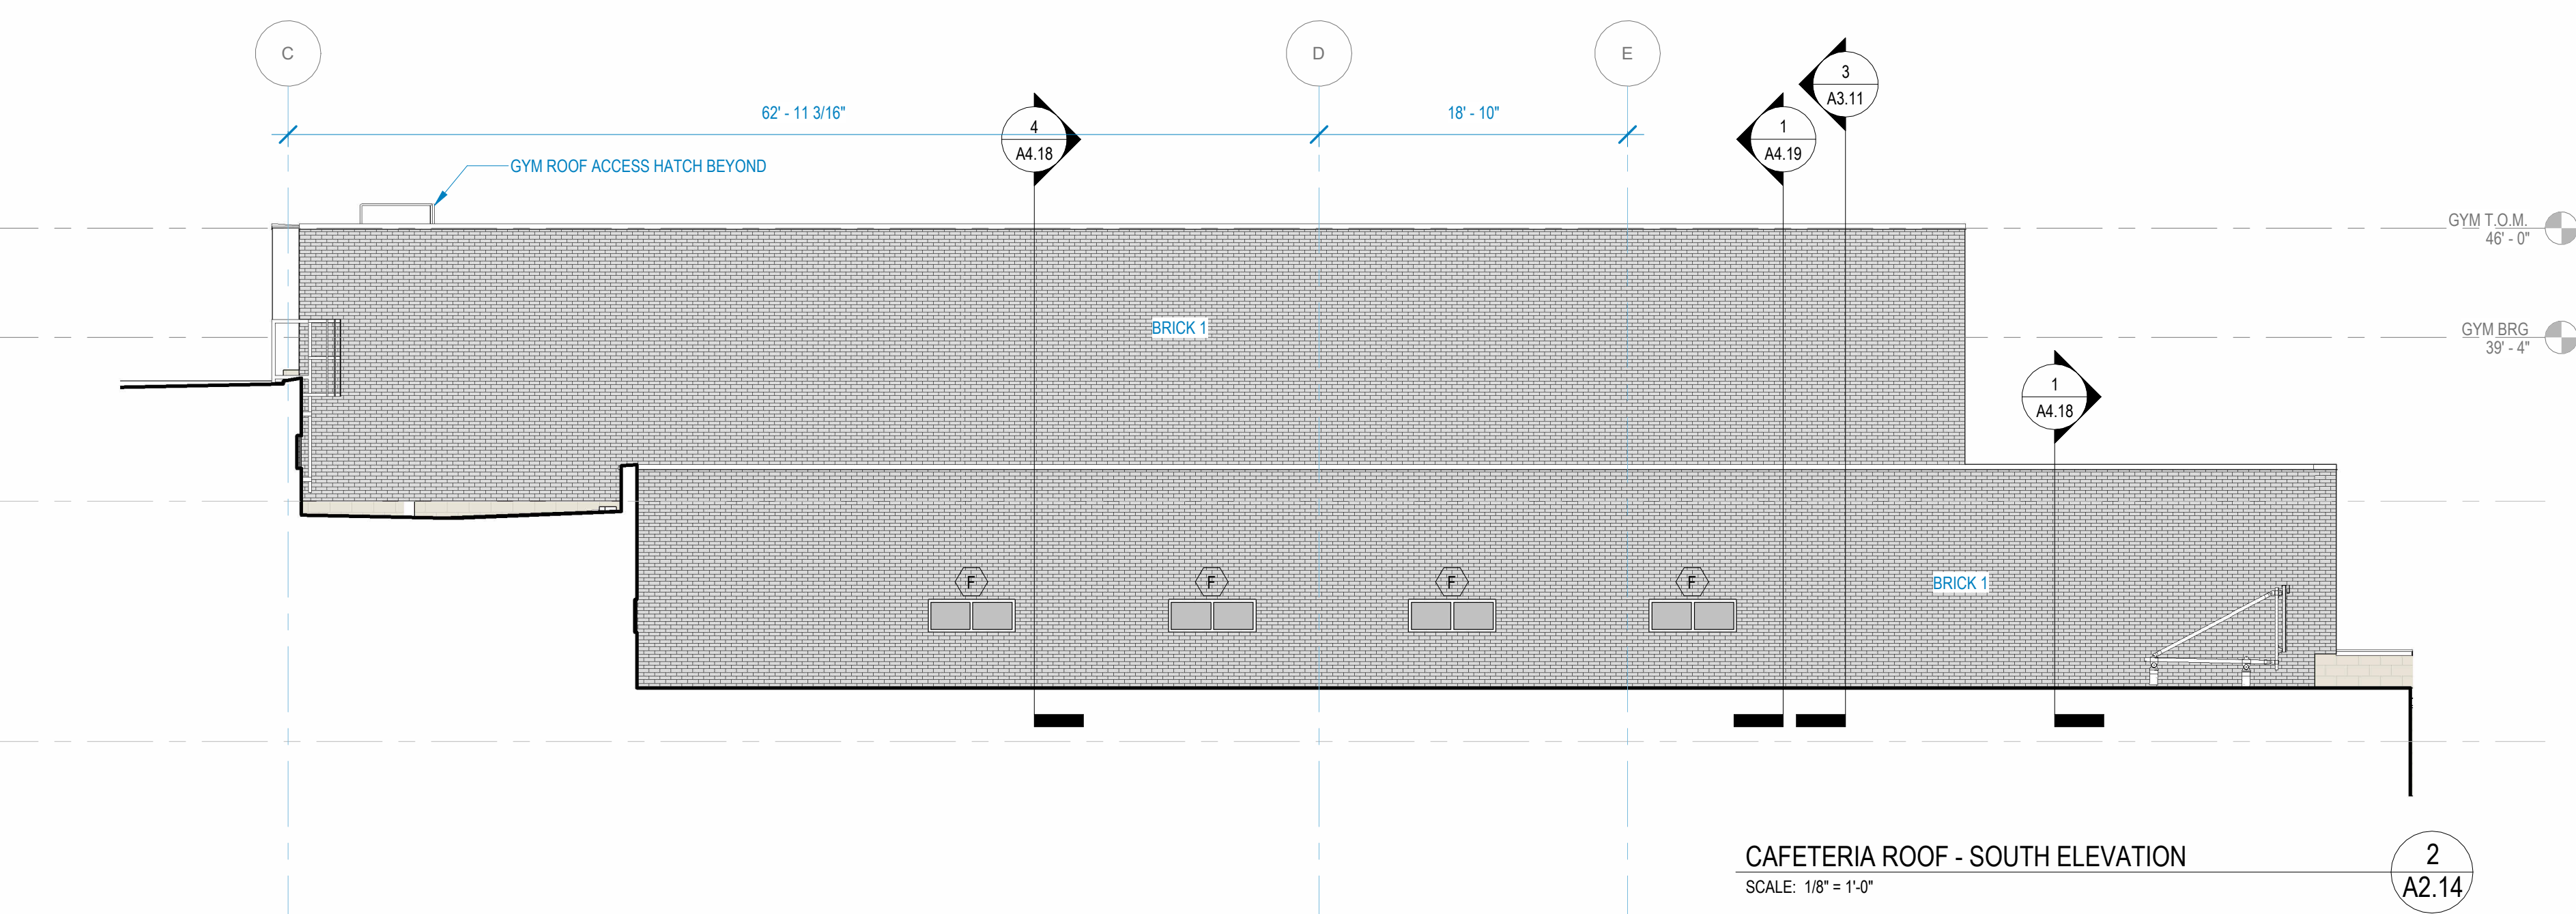 C
D
E
3
A3.11
62' - 11 3/16"
18' - 10"
4
A4.18
1
A4.19
GYM ROOF ACCESS HATCH BEYOND
GYM T.O.M.
46' - 0"
BRICK 1
GYM BRG
39' - 4"
1
A4.18
F
F
F
F
BRICK 1
CAFETERIA ROOF - SOUTH ELEVATION
SCALE: 1/8" = 1'-0"
2
A2.14